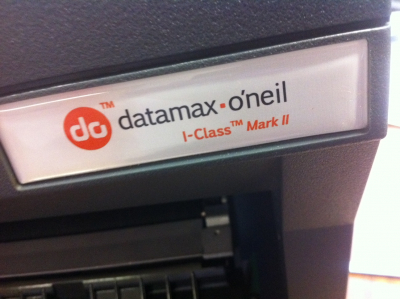 do™ datamax•o'neil
I-Class™ Mark II